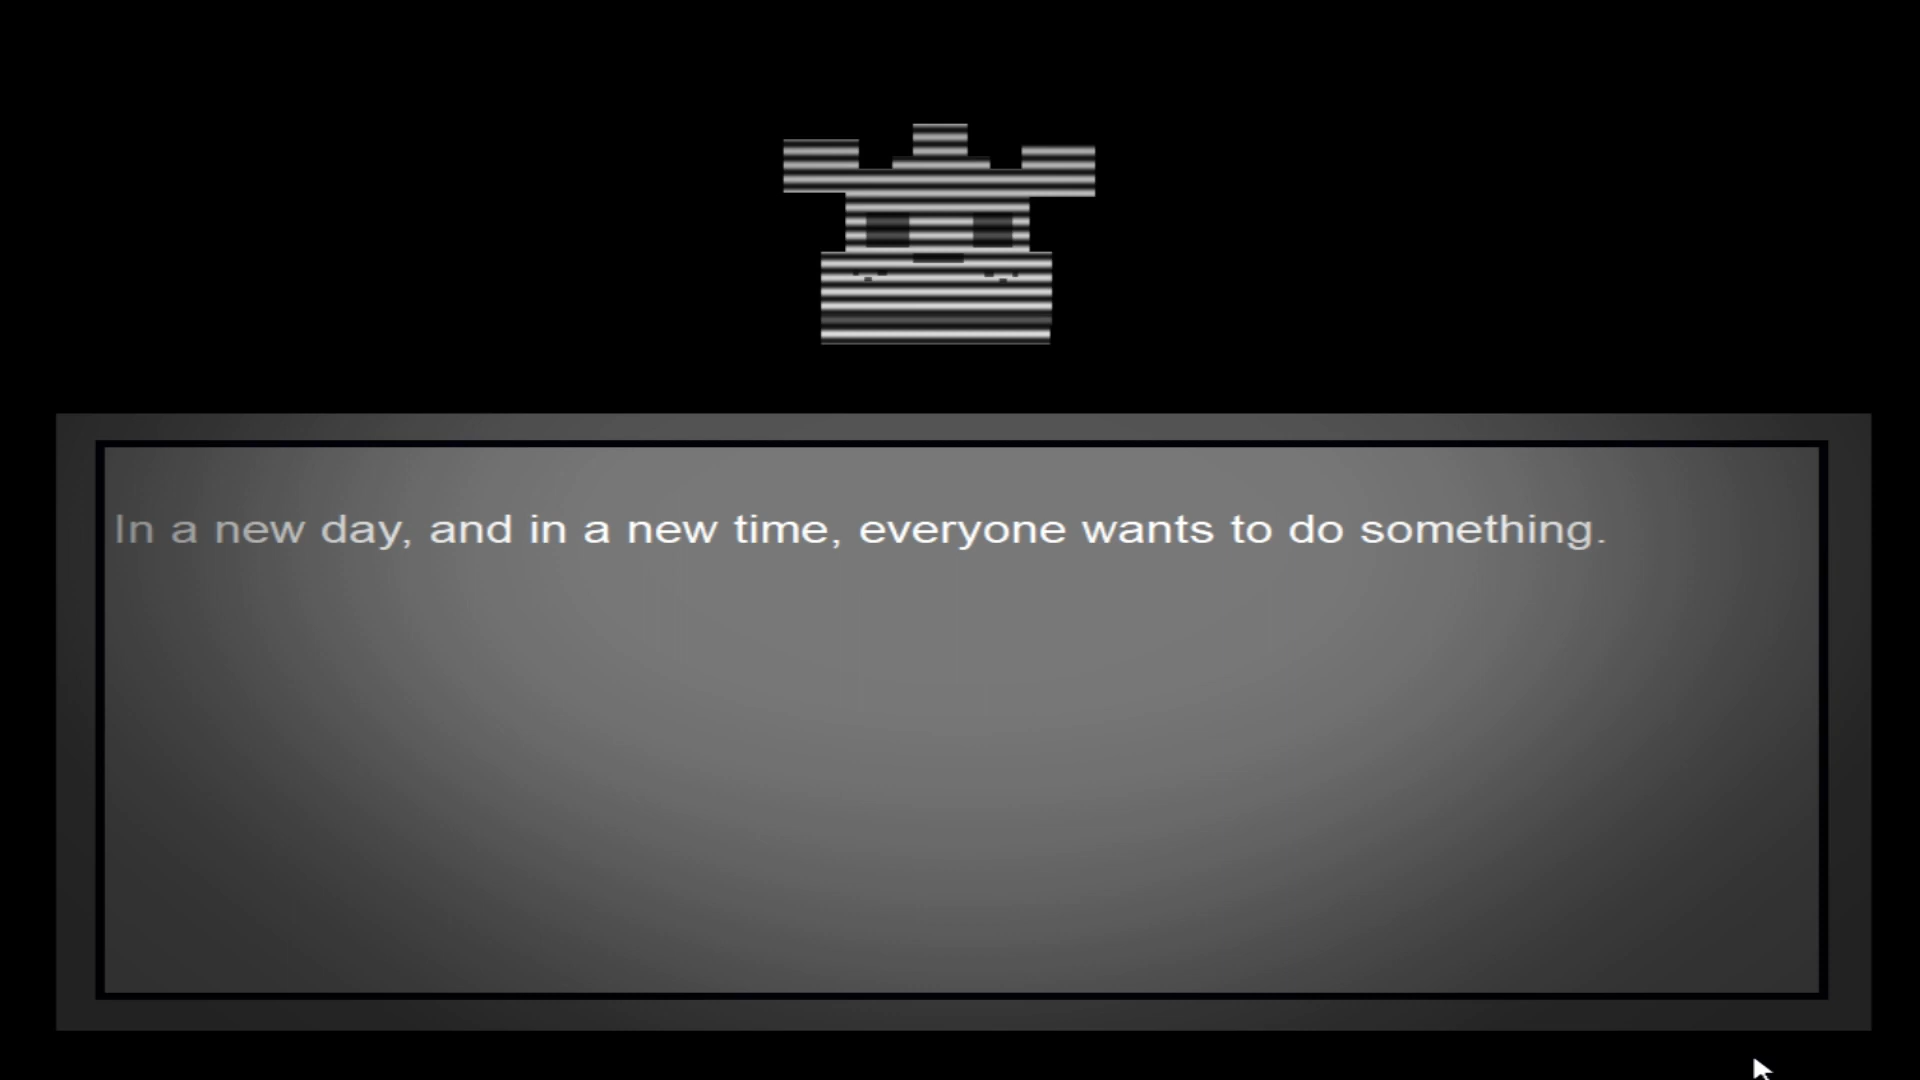 In a new day, and in a new time, everyone wants to do something.